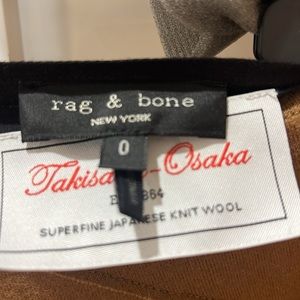 rag & bone
NEW YORK
0
Osaka
SUPERFINE JAPANESE KNIT WOOL